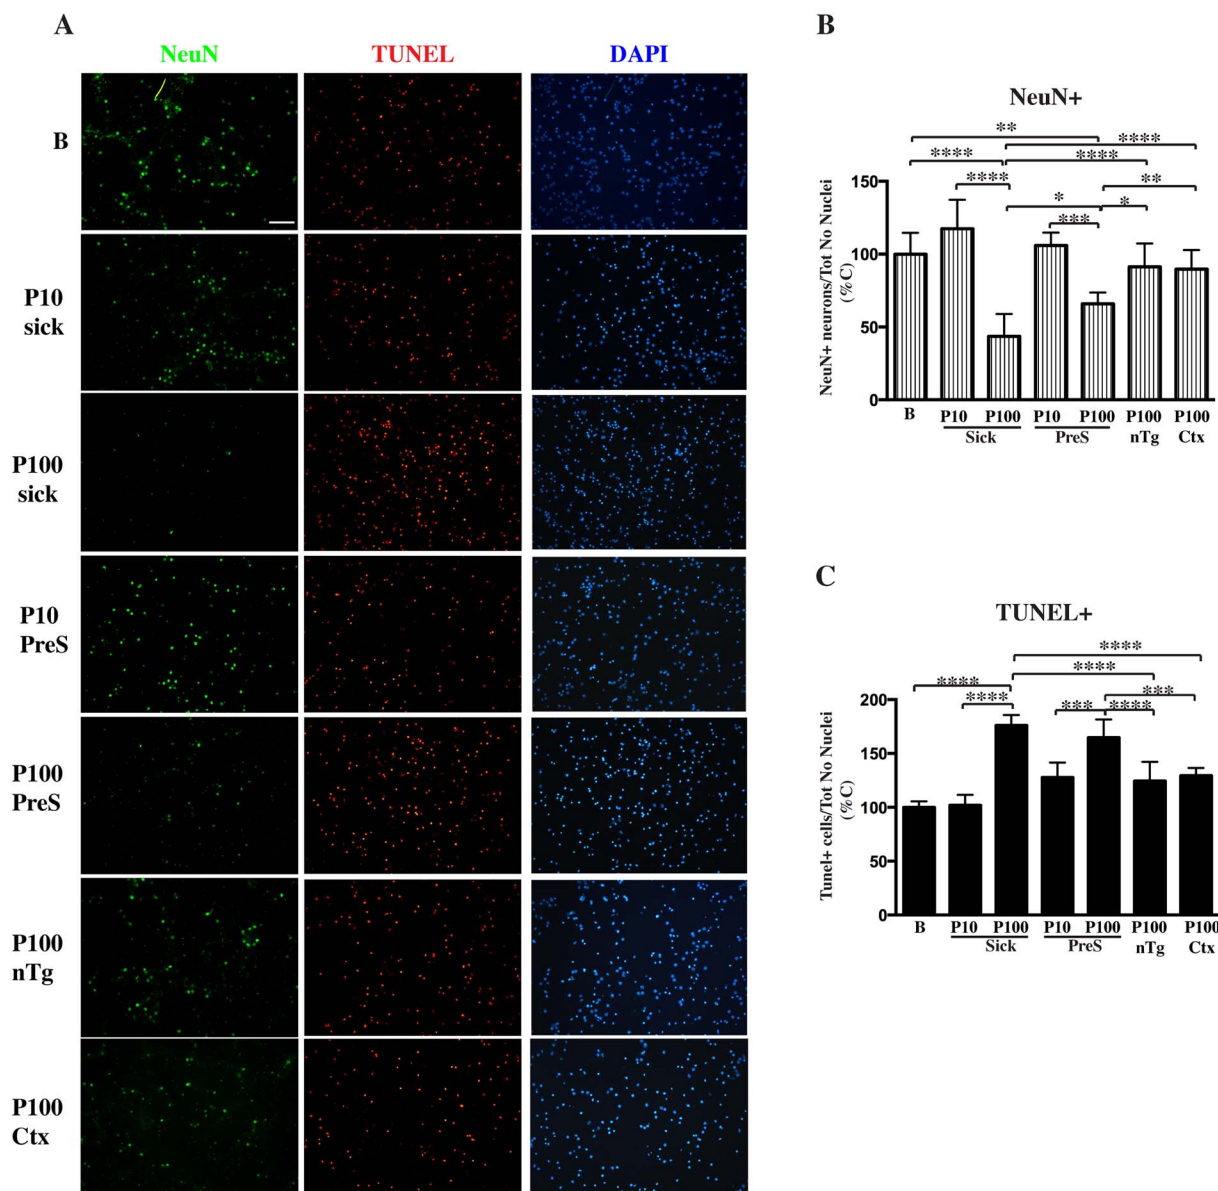 A
NeuN
TUNEL
DAPI
B
P10
sick
P100
sick
P10
PreS
P100
PreS
P100
nTg
P100
Ctx
B
NeuN+
**
****
****
****
****
**
*
*
***
NeuN+ neurons/Tot No Nuclei
(%C)
150
100
50
0
B
P10
P100
P10
P100
P100
P100
Sick
PreS
nTg
Ctx
C
TUNEL+
****
****
****
***
****
***
****
Tunel+ cells/Tot No Nuclei
(%C)
200
150
100
50
0
B
P10
P100
P10
P100
P100
P100
Sick
PreS
nTg
Ctx